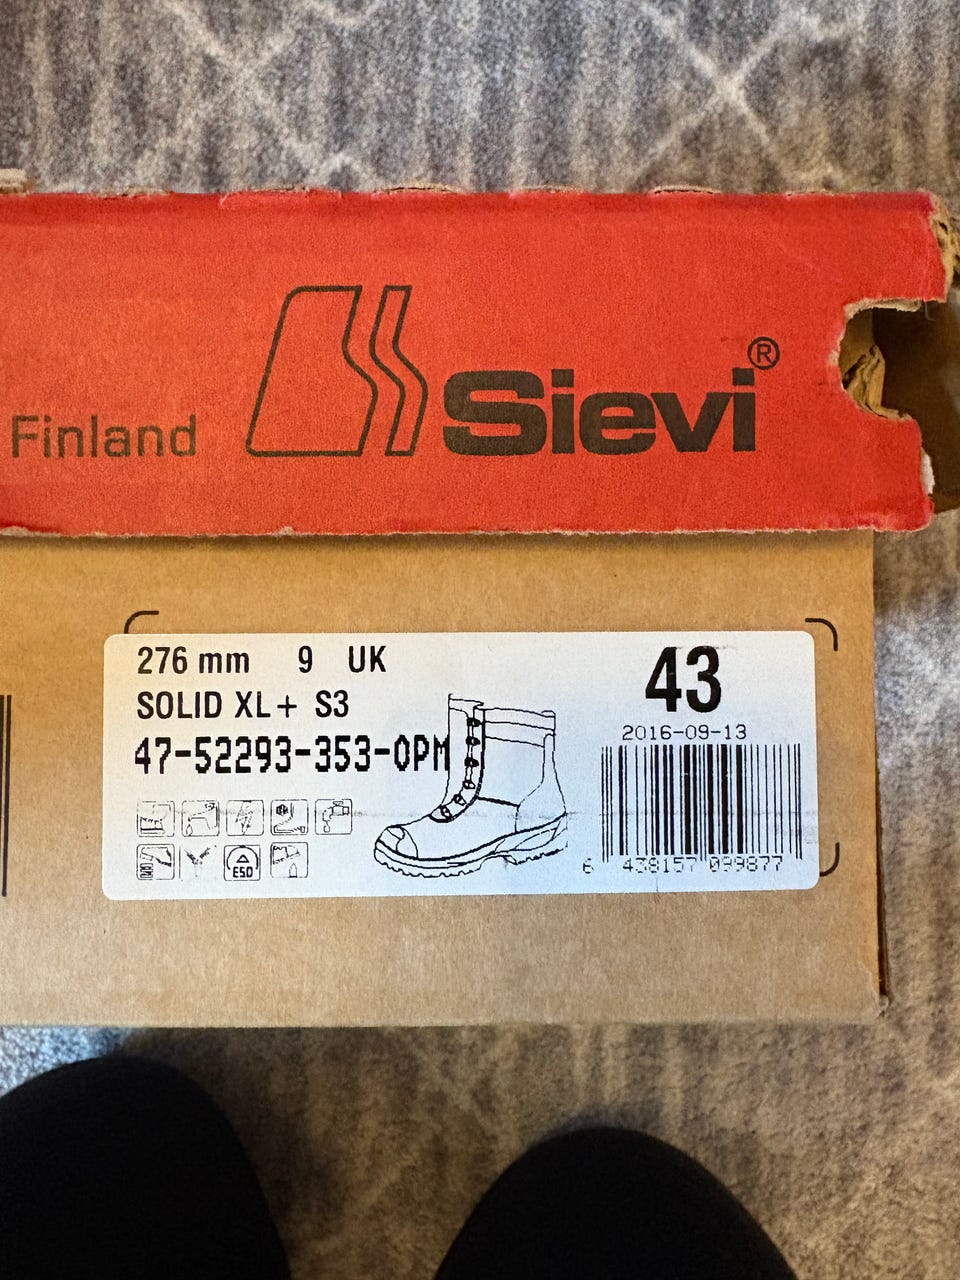 Finland Sievi®
276 mm 9 UK
SOLID XL+ S3
47-52293-353-0PM
43
2016-09-13
ESD
6 438157 099877